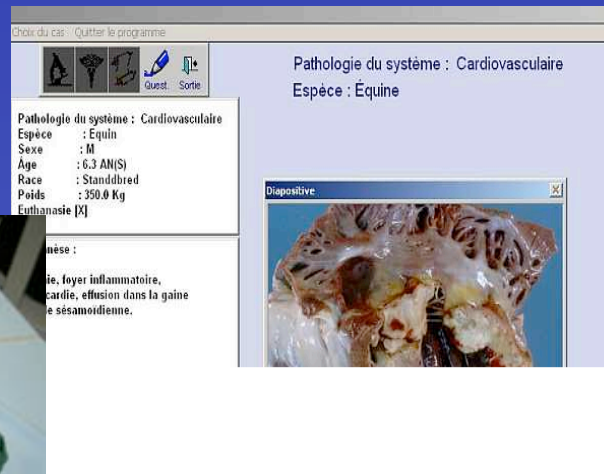 Choix du cas Quitter le programme
Quest. Sortie
Pathologie du système : Cardiovasculaire
Espèce : Équine
Pathologie du système : Cardiovasculaire
Espèce : Equin
Sexe : M
Âge : 6.3 AN(S)
Race : Standdbred
Poids : 350.0 Kg
Euthanasie [X]
Diapositive
nèse :
ie, foyer inflammatoire,
cardie, effusion dans la gaine
e sésamoïdienne.